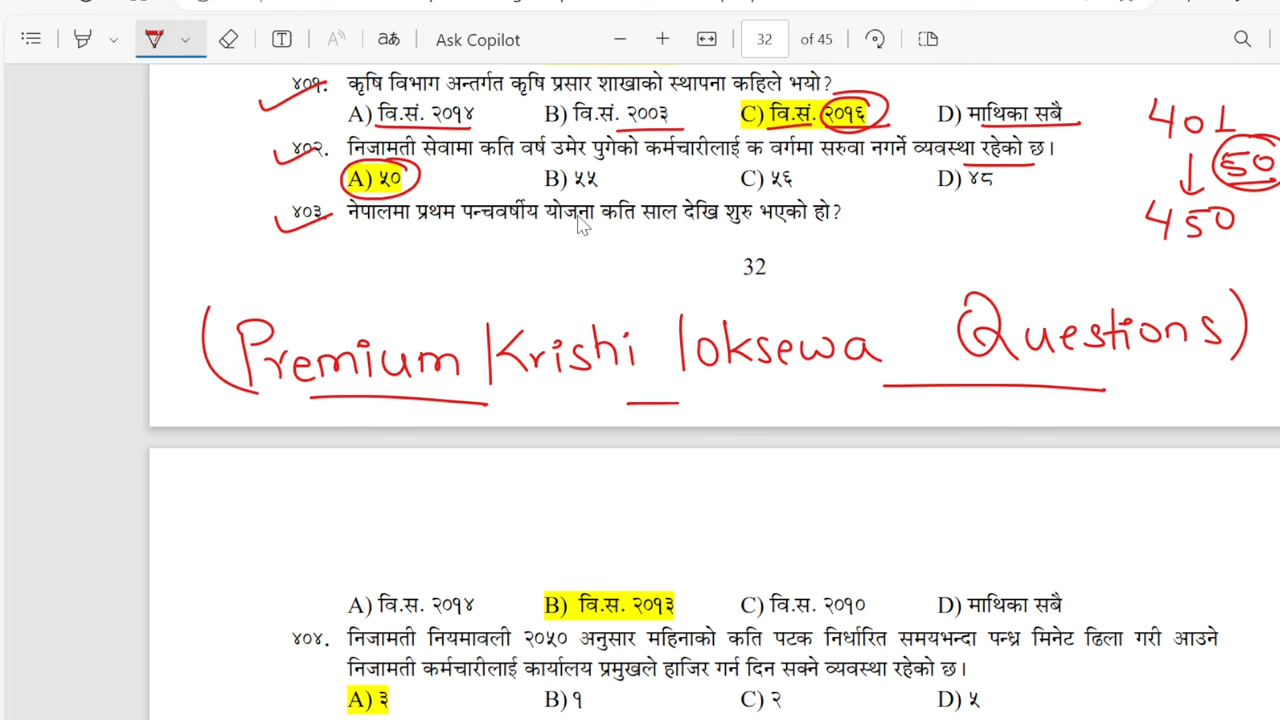 Ask Copilot
32 of 45
४०१. कृषि विभाग अन्तर्गत कृषि प्रसार शाखाको स्थापना कहिले भयो?
A) वि.सं. २०१४ B) वि.सं. २००३ C) वि.सं. २०१६ D) माथिका सबै
४०२. निजामती सेवामा कति वर्ष उमेर पुगेको कर्मचारीलाई क वर्गमा सरुवा नगर्ने व्यवस्था रहेको छ।
A) ५० B) ५५ C) ५६ D) ४८
४०३. नेपालमा प्रथम पन्चवर्षीय योजना कति साल देखि शुरु भएको हो?
401
50
450
32
(Premium Krishi loksewa Questions)
A) वि.स. २०१४ B) वि.स. २०१३ C) वि.स. २०१० D) माथिका सबै
४०४. निजामती नियमावली २०५० अनुसार महिनाको कति पटक निर्धारित समयभन्दा पन्ध्र मिनेट ढिला गरी आउने
निजामती कर्मचारीलाई कार्यालय प्रमुखले हाजिर गर्न दिन सक्ने व्यवस्था रहेको छ।
A) ३ B) १ C) २ D) ५